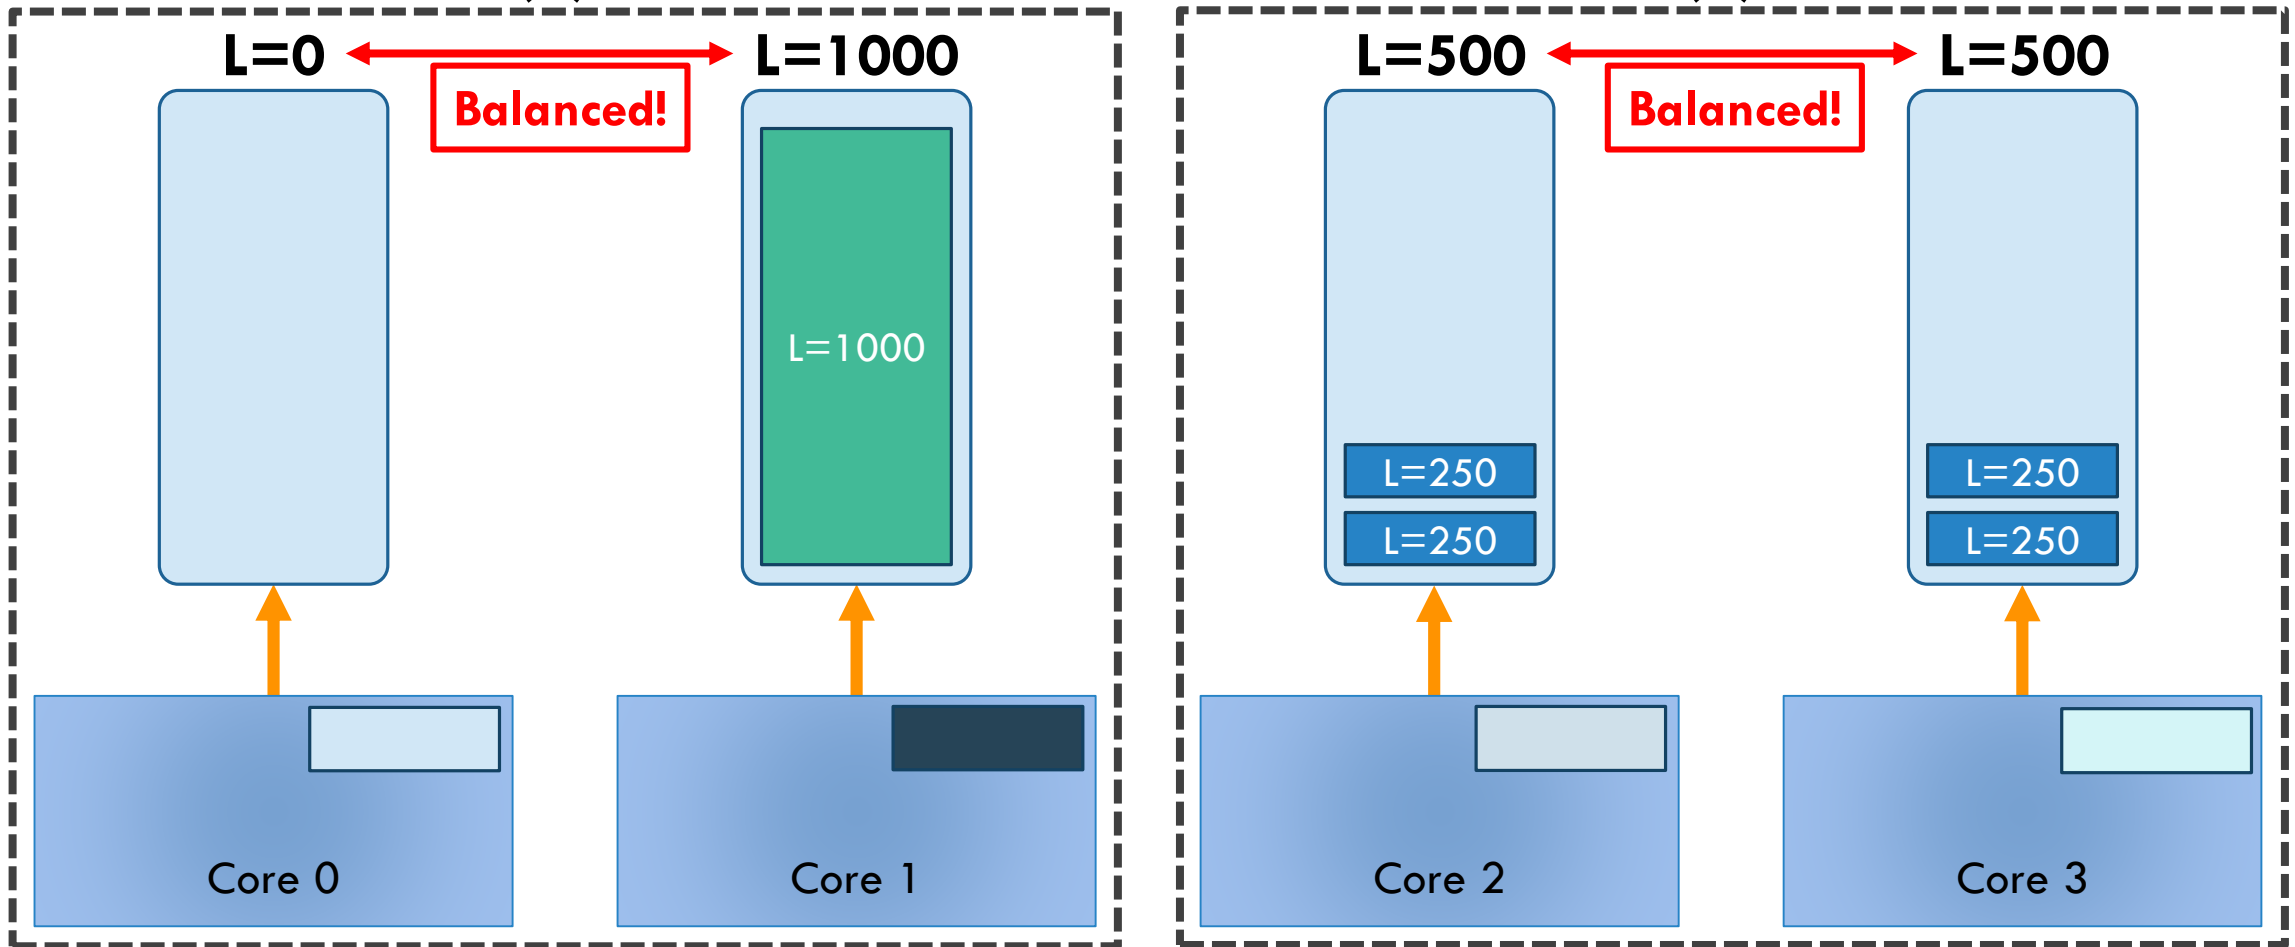 L=0
L=1000
Balanced!
L=1000
Core 0
Core 1
L=500
L=500
Balanced!
L=250
L=250
L=250
L=250
Core 2
Core 3